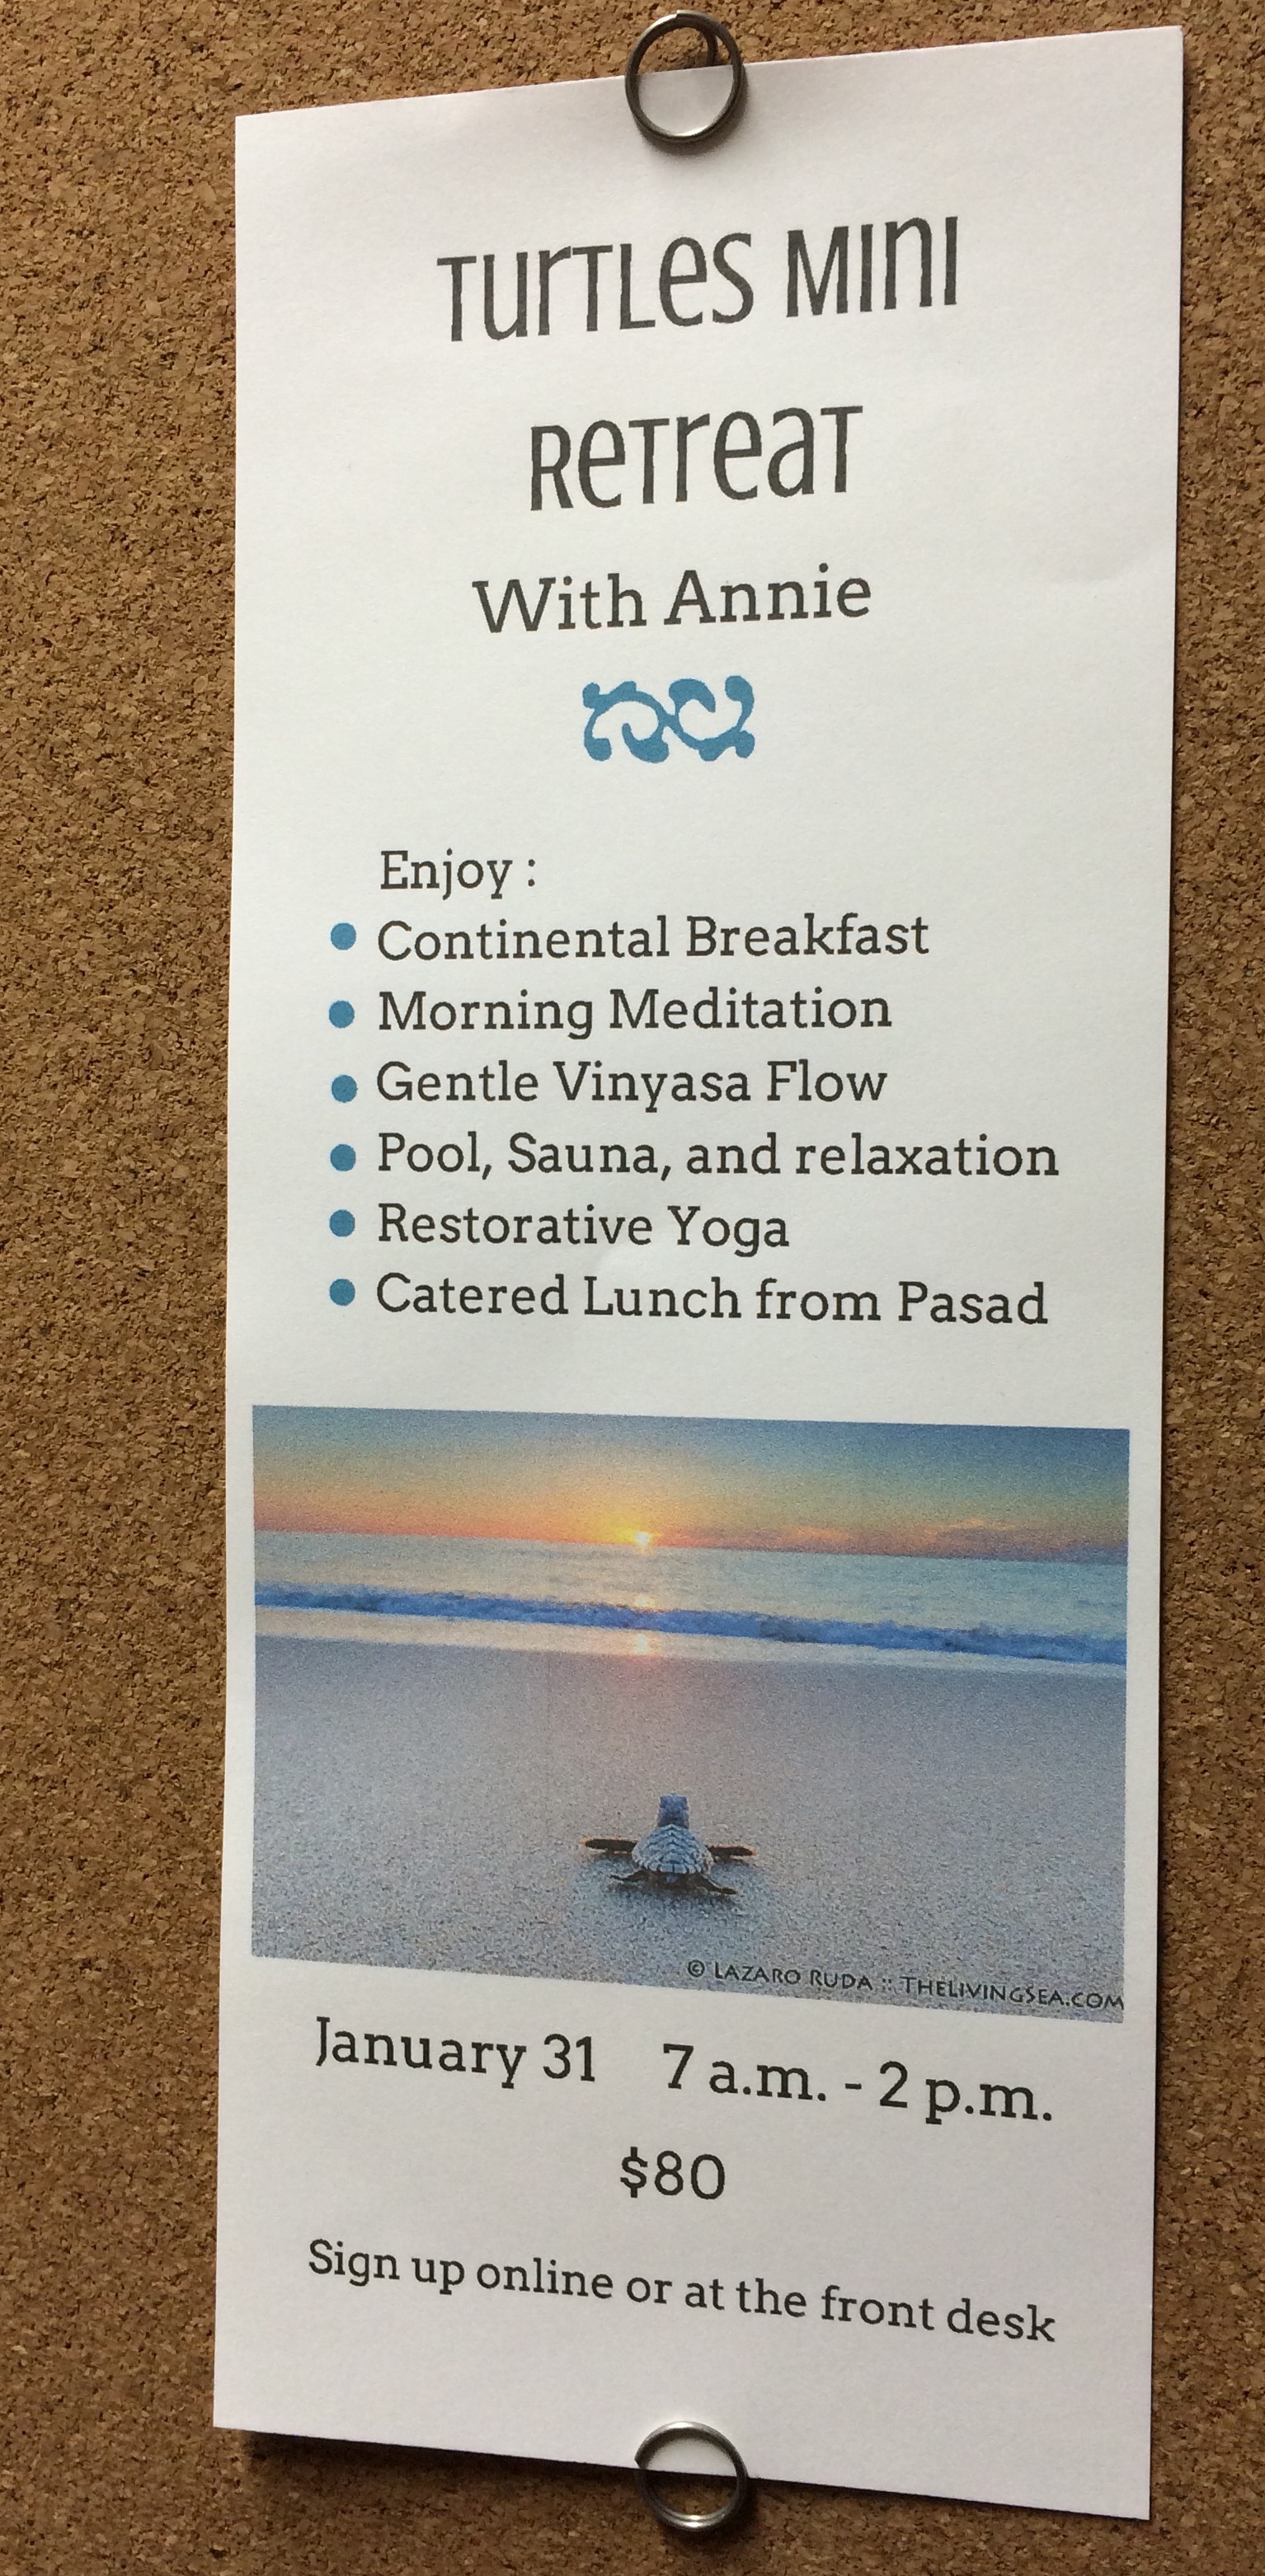 Turtles Mini
Retreat
With Annie
Enjoy :
• Continental Breakfast
• Morning Meditation
• Gentle Vinyasa Flow
• Pool, Sauna, and relaxation
• Restorative Yoga
• Catered Lunch from Pasad
© LAZARO RUDA :: THELIVINGSEA.COM
January 31 7 a.m. - 2 p.m.
$80
Sign up online or at the front desk